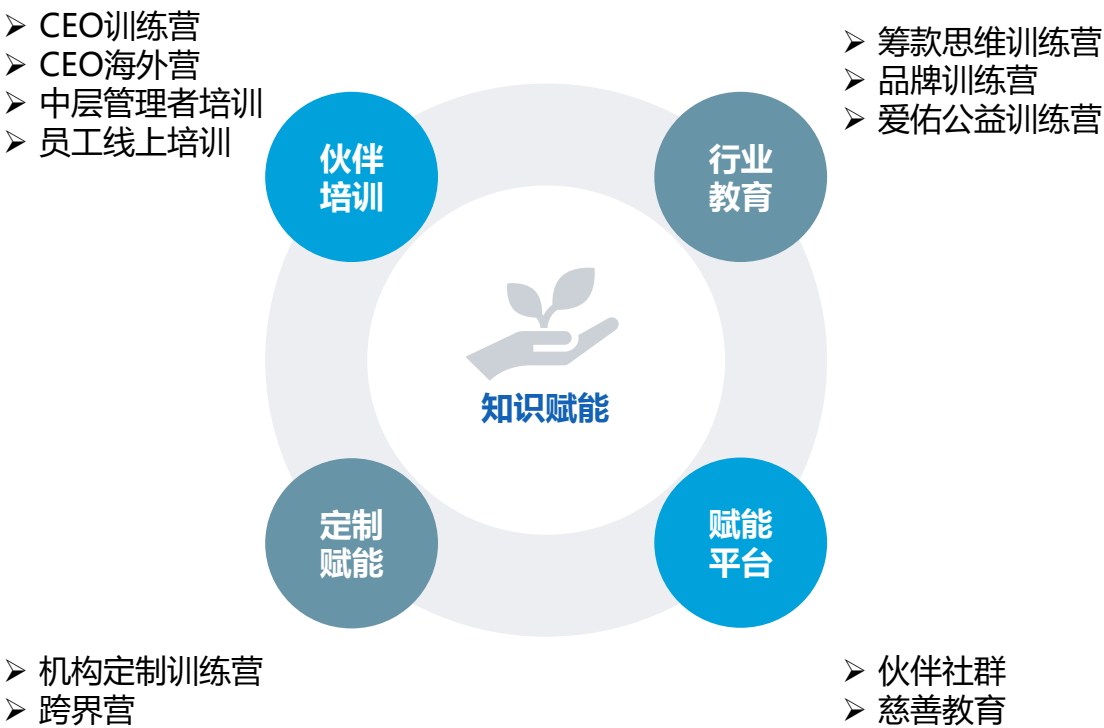 ➢ CEO训练营
➢ CEO海外营
➢ 中层管理者培训
➢ 员工线上培训
伙伴
培训
➢ 筹款思维训练营
➢ 品牌训练营
➢ 爱佑公益训练营
行业
教育
知识赋能
定制
赋能
➢ 机构定制训练营
➢ 跨界营
赋能
平台
➢ 伙伴社群
➢ 慈善教育